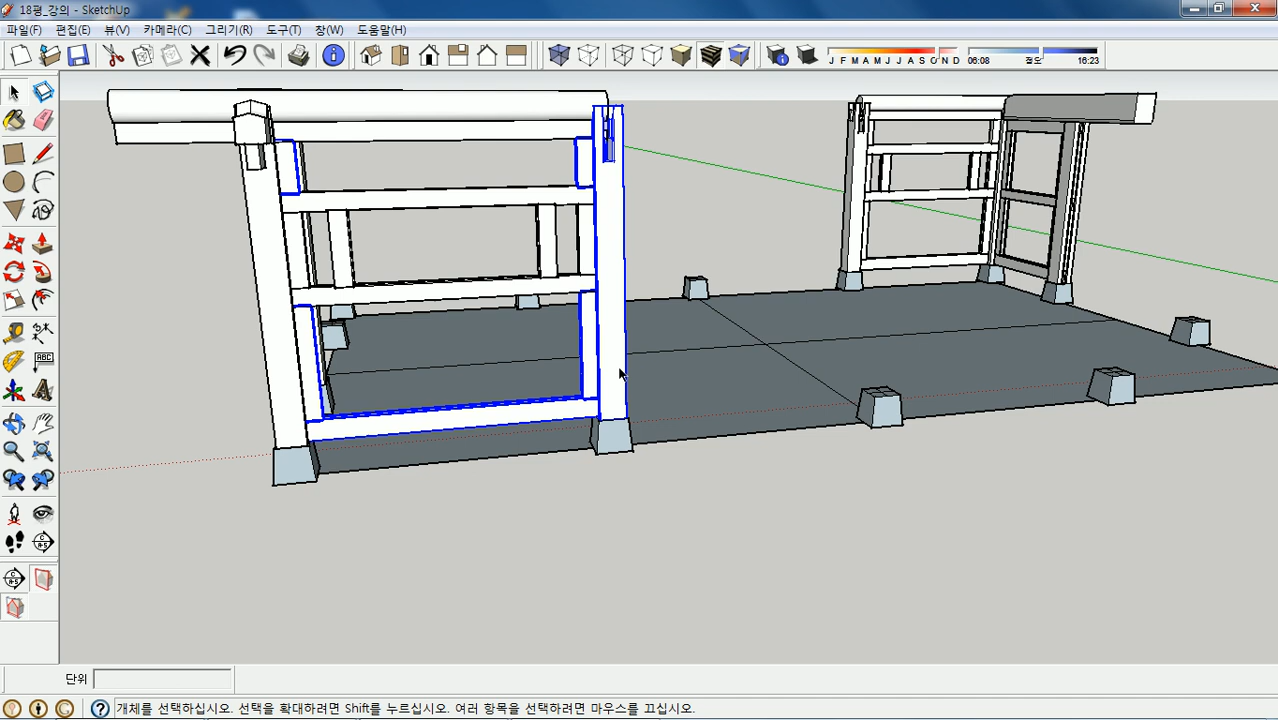 18평_강의 - SketchUp
파일(F) 편집(E) 뷰(V) 카메라(C) 그리기(R) 도구(T) 창(W) 도움말(H)
J F M A M J J A S O N D 06:08 정오 16:23
ABC
단위
개체를 선택하십시오. 선택을 확대하려면 Shift를 누르십시오. 여러 항목을 선택하려면 마우스를 끄십시오.